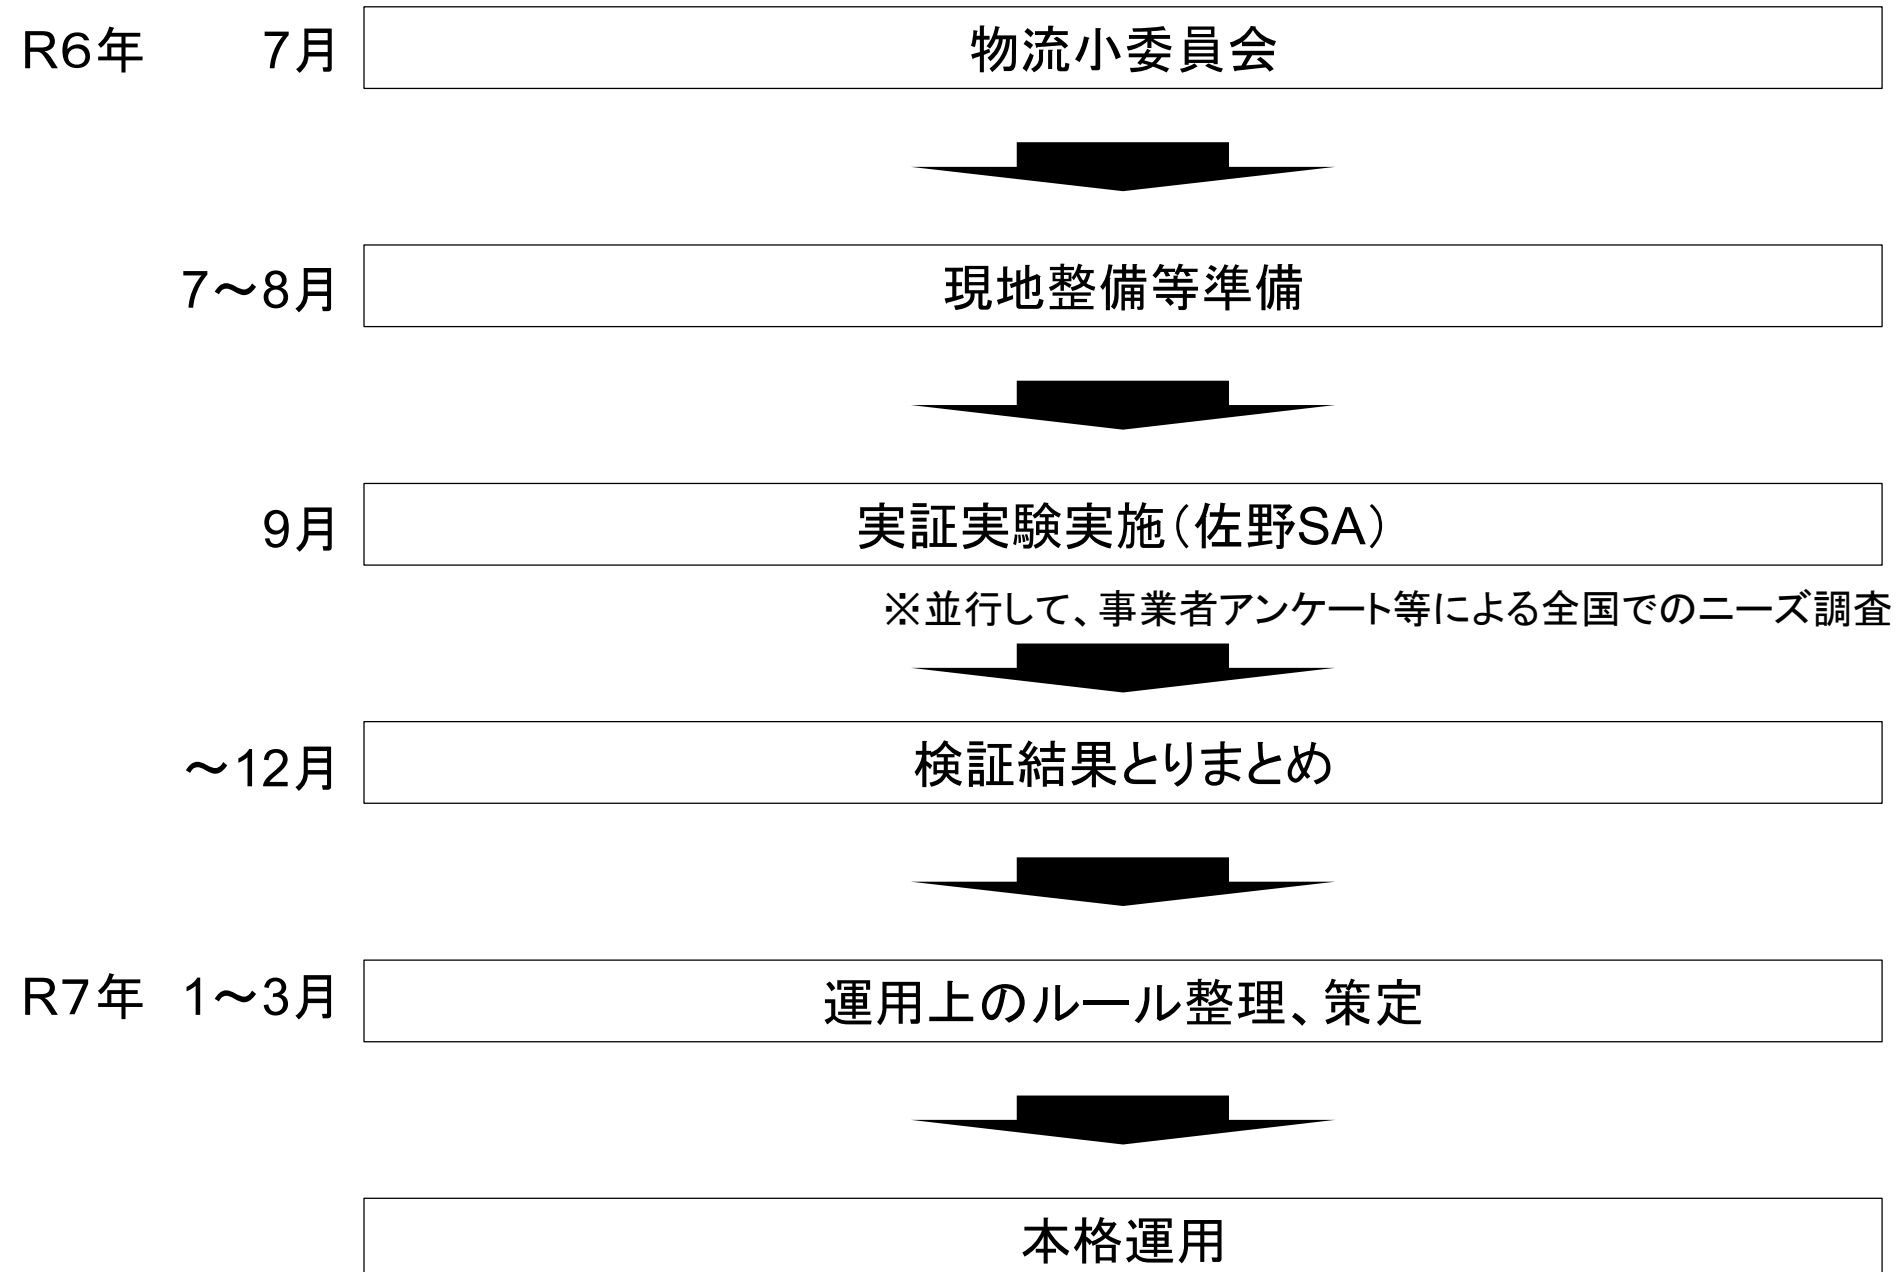 R6年 7月 物流小委員会
7～8月 現地整備等準備
9月 実証実験実施（佐野SA）
※並行して、事業者アンケート等による全国でのニーズ調査
～12月 検証結果とりまとめ
R7年 1～3月 運用上のルール整理、策定
本格運用